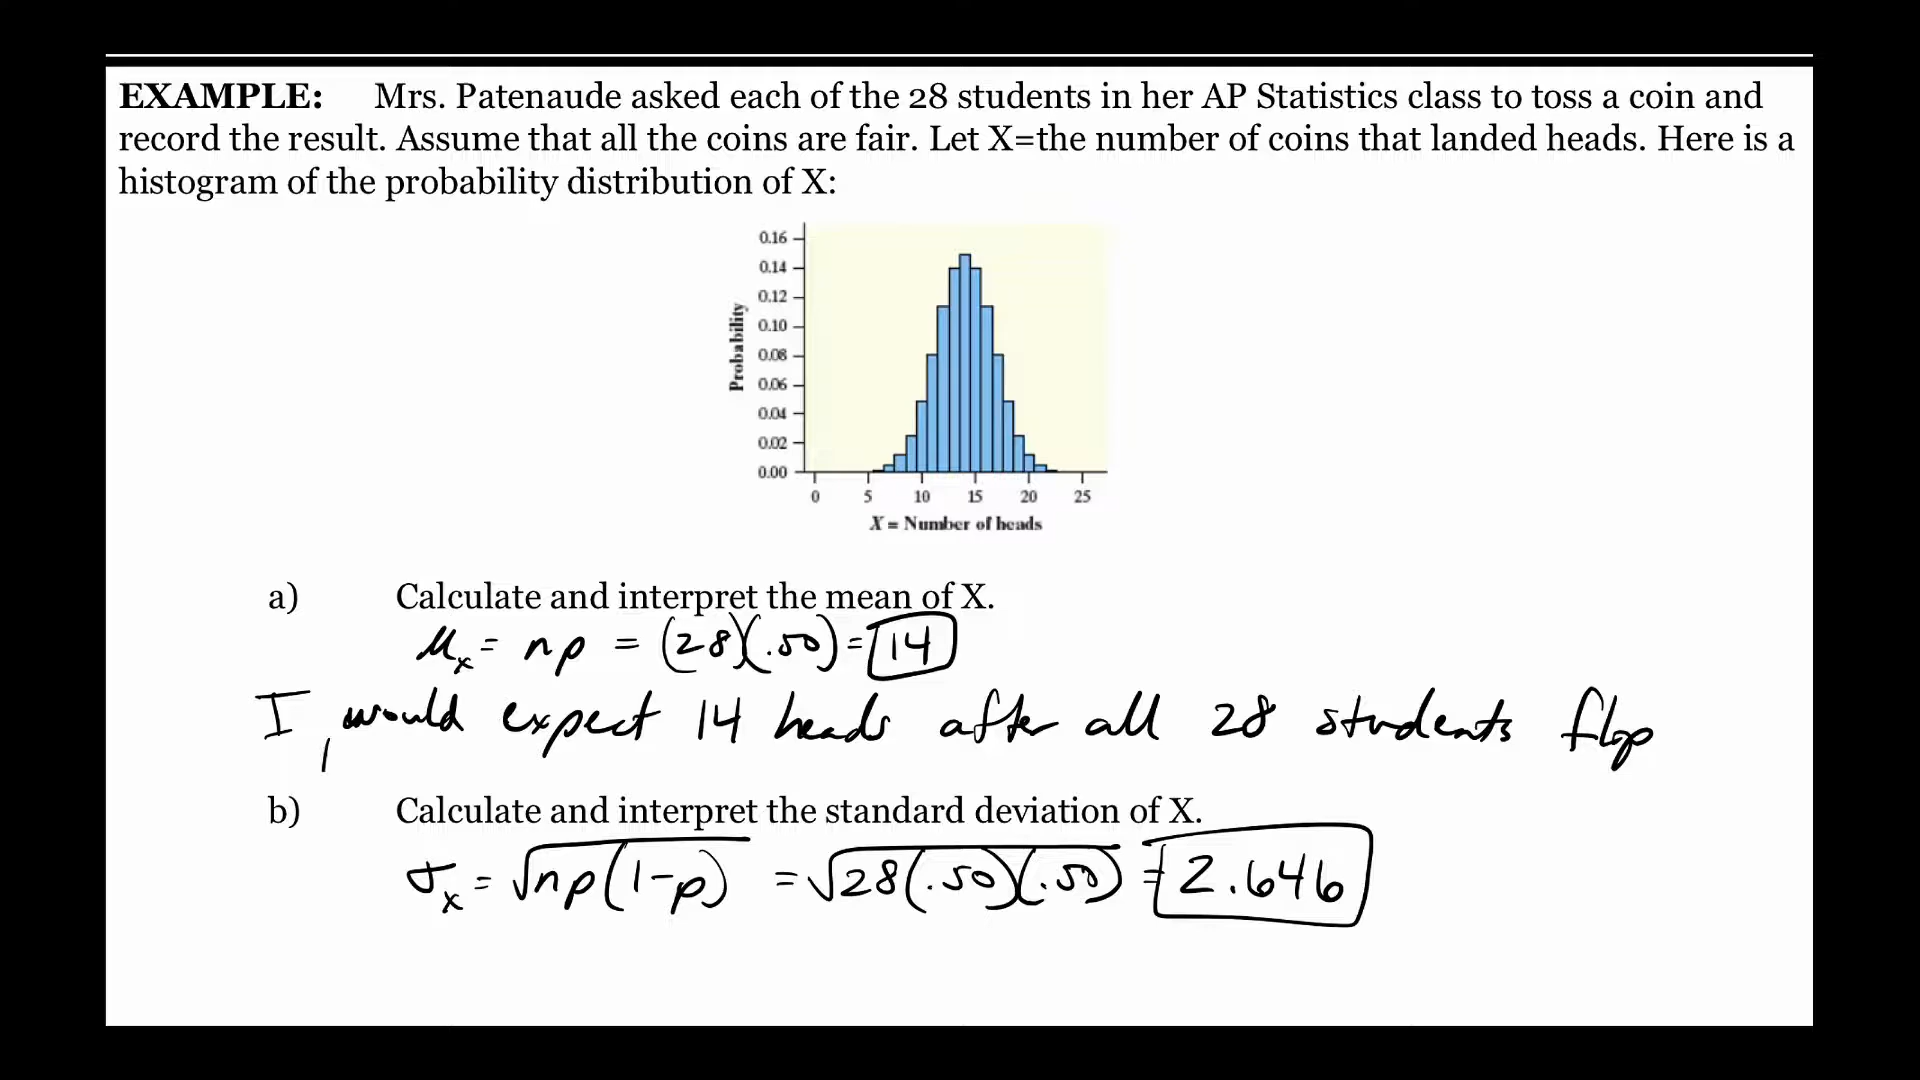 EXAMPLE: Mrs. Patenaude asked each of the 28 students in her AP Statistics class to toss a coin and
record the result. Assume that all the coins are fair. Let X=the number of coins that landed heads. Here is a
histogram of the probability distribution of X:
0.16
0.14
0.12
0.10
0.08
0.06
0.04
0.02
0.00
Probability
0 5 10 15 20 25
X = Number of heads
a) Calculate and interpret the mean of X.
μx = np = (28)(.50) = 14
I would expect 14 heads after all 28 students flip
b) Calculate and interpret the standard deviation of X.
σx = √np(1-p) = √28(.50)(.50) = 2.646